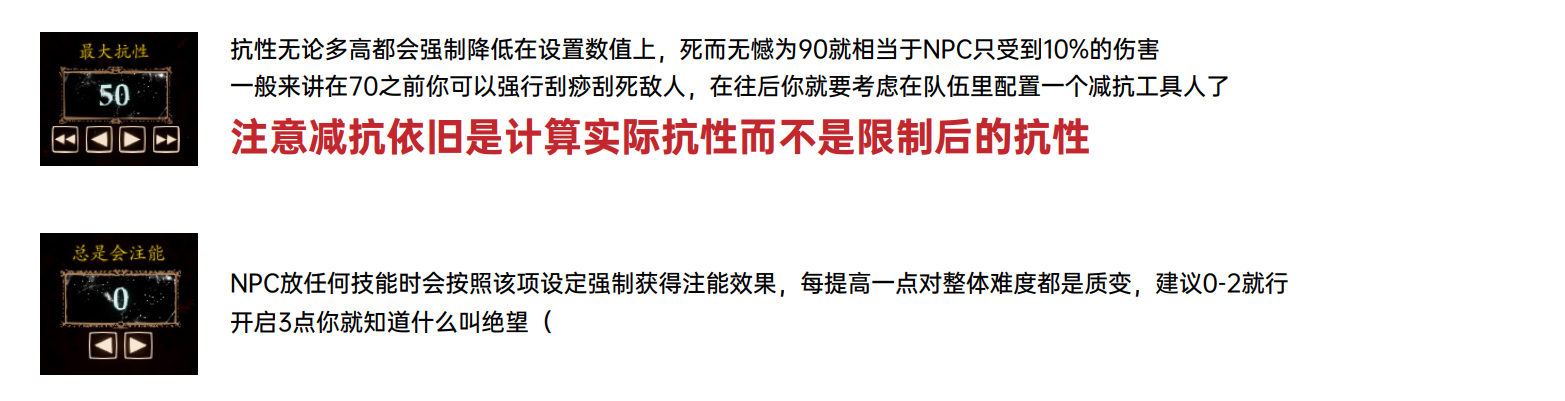 最大抗性
50
抗性无论多高都会强制降低在设置数值上，死而无憾为90就相当于NPC只受到10%的伤害
一般来讲在70之前你可以强行刮痧刮死敌人，在往后你就要考虑在队伍里配置一个减抗工具人了
注意减抗依旧是计算实际抗性而不是限制后的抗性
总是会注能
0
NPC放任何技能时会按照该项设定强制获得注能效果，每提高一点对整体难度都是质变，建议0-2就行
开启3点你就知道什么叫绝望（